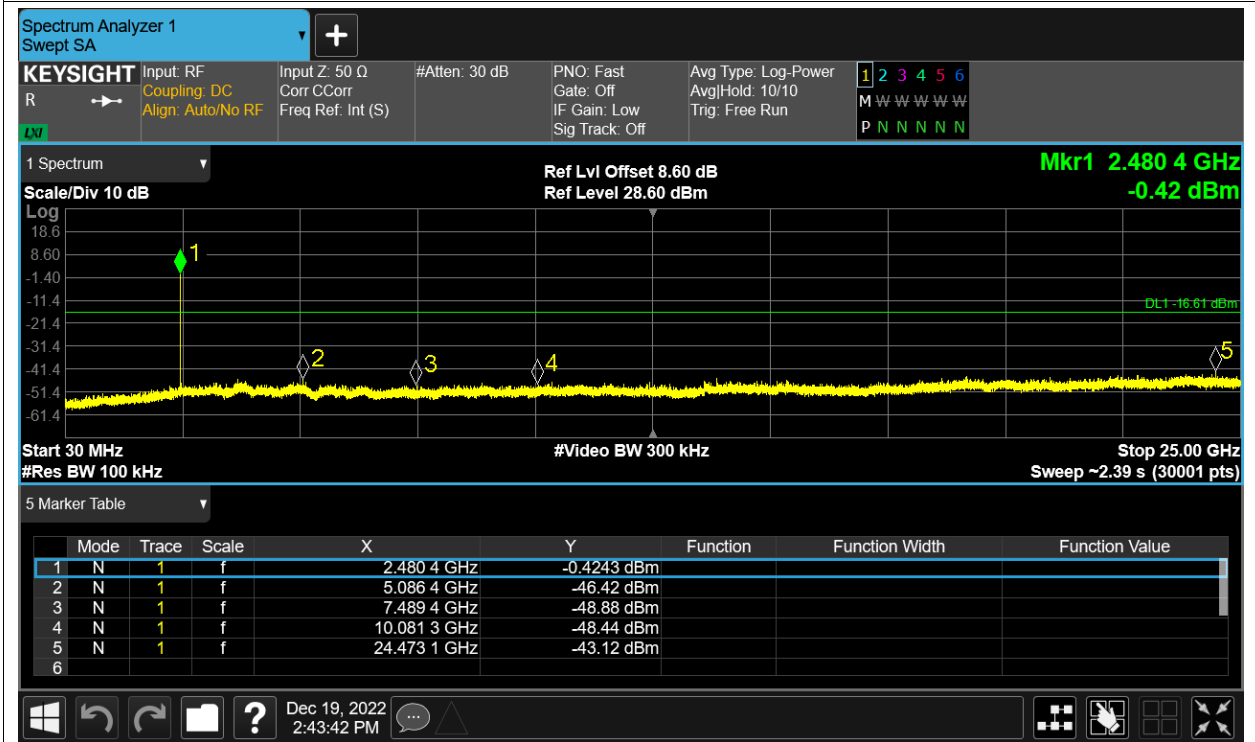 Spectrum Analyzer 1
Swept SA
+
KEYSIGHT Input: RF Input Z: 50 Ω #Atten: 30 dB PNO: Fast Avg Type: Log-Power 1 2 3 4 5 6
R Coupling: DC Corr CCorr Gate: Off Avg|Hold: 10/10 M W W W W W
Align: Auto/No RF Freq Ref: Int (S) IF Gain: Low Trig: Free Run
LXI Sig Track: Off P N N N N N
1 Spectrum Ref Lvl Offset 8.60 dB Mkr1 2.480 4 GHz
Scale/Div 10 dB Ref Level 28.60 dBm -0.42 dBm
Log
18.6
8.60 1
-1.40
-11.4 DL1 -16.61 dBm
-21.4
-31.4
-41.4 2 3 4 5
-51.4
-61.4
Start 30 MHz #Video BW 300 kHz Stop 25.00 GHz
#Res BW 100 kHz Sweep ~2.39 s (30001 pts)
5 Marker Table
Mode Trace Scale X Y Function Function Width Function Value
1 N 1 f 2.480 4 GHz -0.4243 dBm
2 N 1 f 5.086 4 GHz -46.42 dBm
3 N 1 f 7.489 4 GHz -48.88 dBm
4 N 1 f 10.081 3 GHz -48.44 dBm
5 N 1 f 24.473 1 GHz -43.12 dBm
6
? Dec 19, 2022
2:43:42 PM